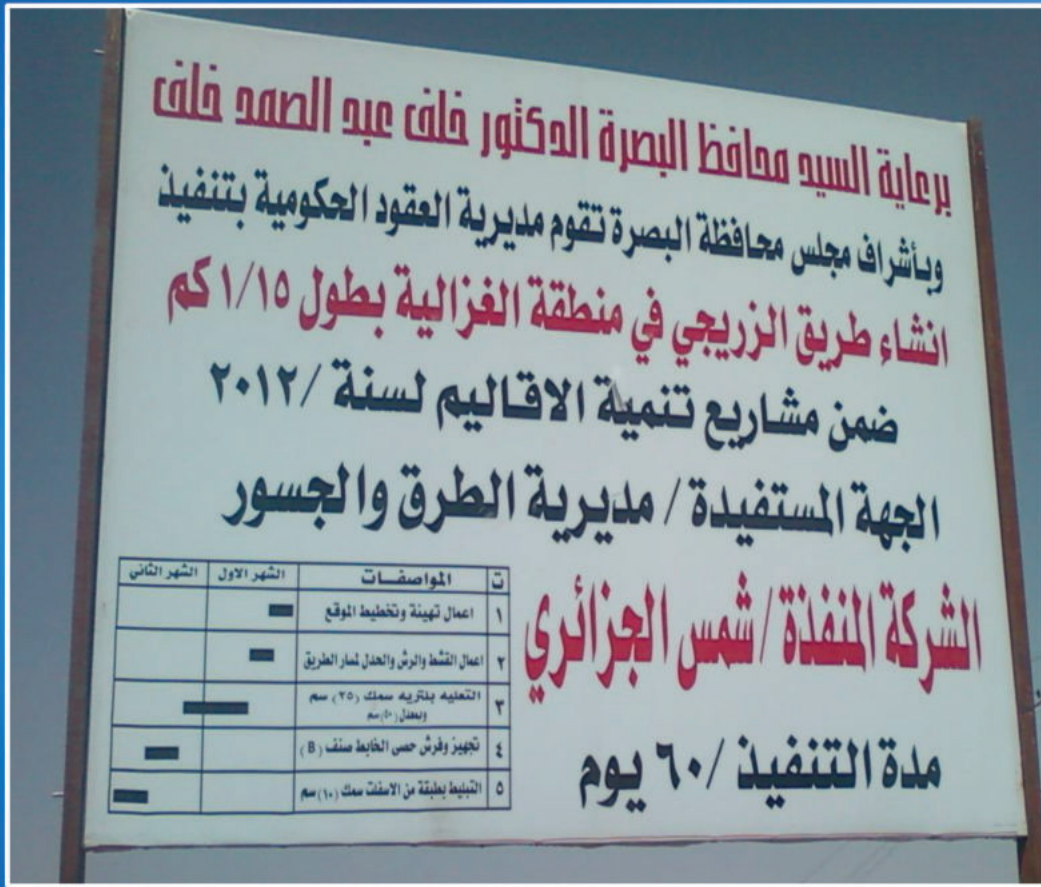 برعاية السيد محافظ البصرة الدكتور خلف عبد الصمد خلف
وبأشراف مجلس محافظة البصرة تقوم مديرية العقود الحكومية بتنفيذ
انشاء طريق الزريجي في منطقة الغزالية بطول ١/١٥ كم
ضمن مشاريع تنمية الاقاليم لسنة /٢٠١٢
الجهة المستفيدة / مديرية الطرق والجسور
الشركة المنفذة / شمس الجزائري
مدة التنفيذ /٦٠ يوم
ت المواصفات الشهر الاول الشهر الثاني
١ اعمال تهيئة وتخطيط الموقع
٢ اعمال القشط والرش والحدل لمسار الطريق
٣ التعليه بلتربه سمك (٢٥) سم
وبمعدل (٥٠) سم
٤ تجهيز وفرش حصى الخابط صنف (B)
٥ التبليط بطبقة من الاسفلت سمك (١٠) سم